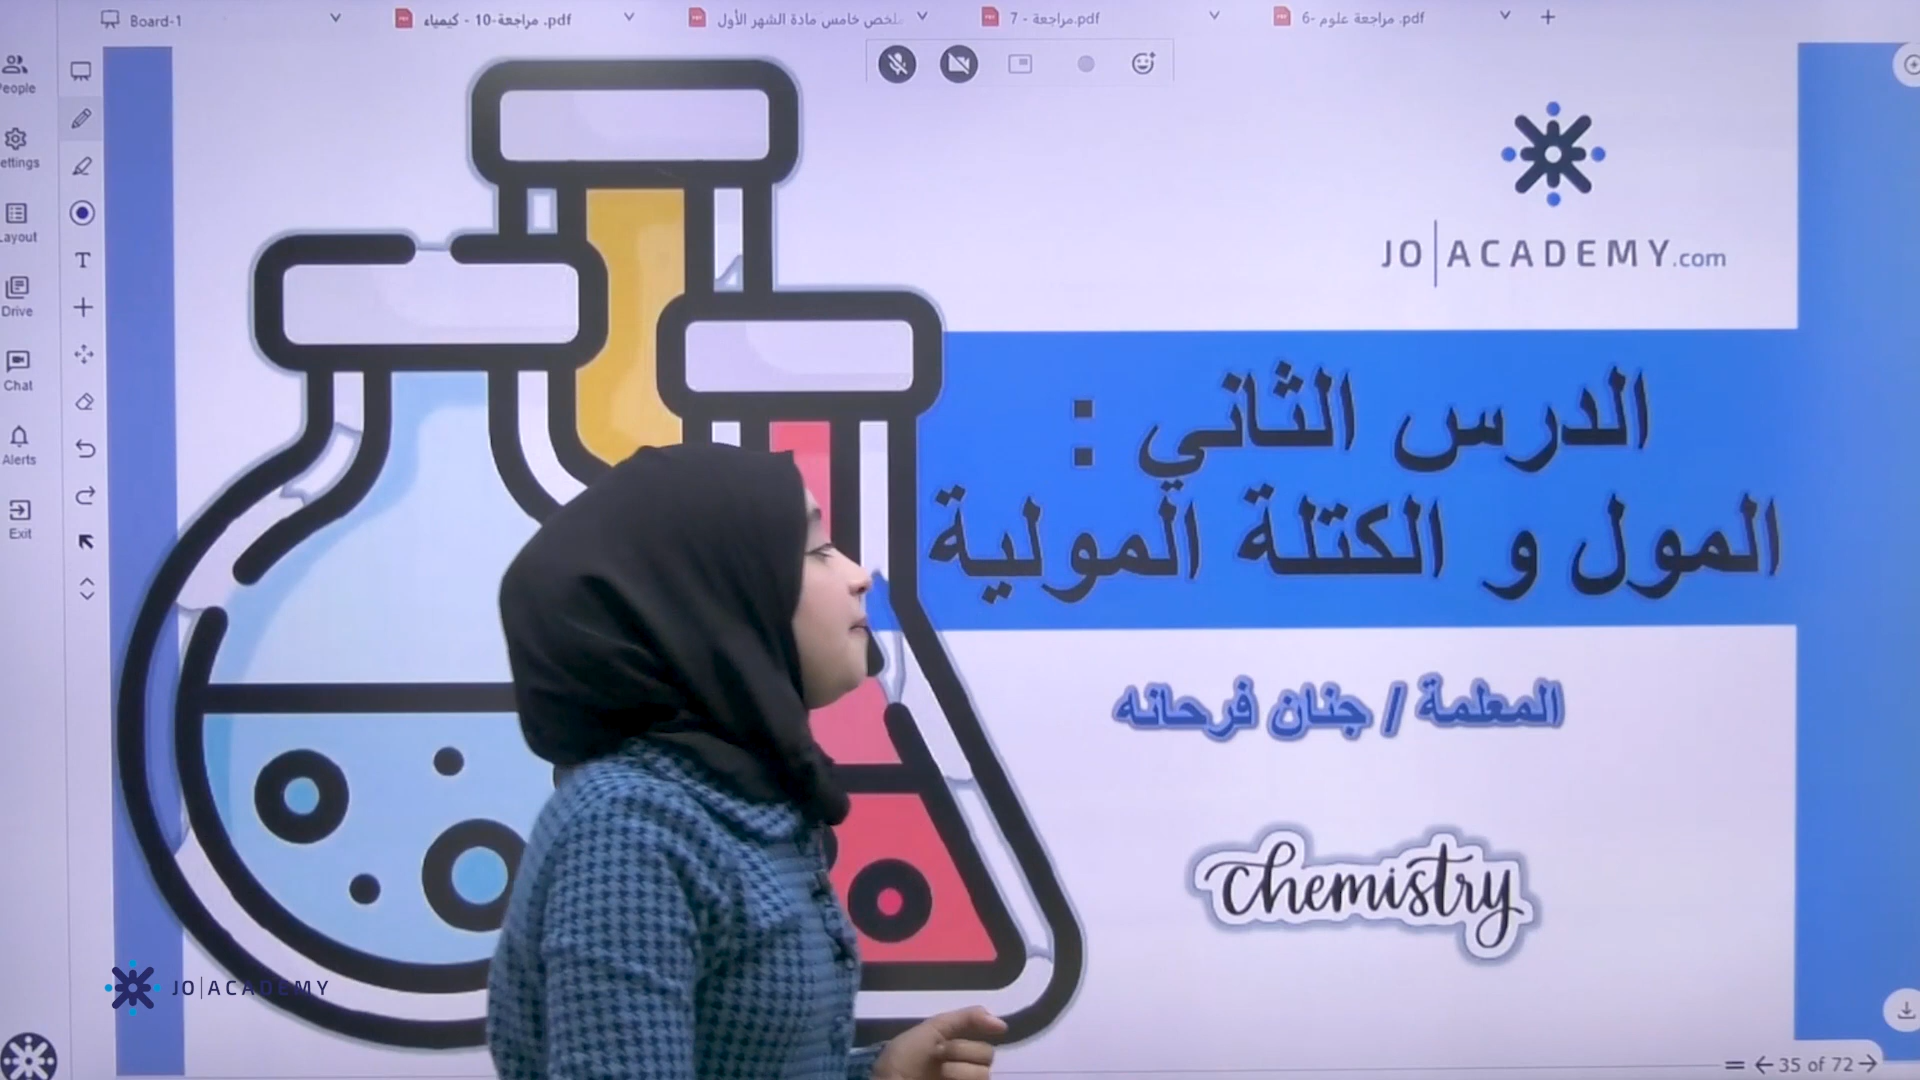 Board-1
مراجعة-10 - كيمياء .pdf
ملخص خامس مادة الشهر الأول
مراجعة - 7.pdf
مراجعة علوم -6 .pdf
People
Settings
Layout
Drive
Chat
Alerts
Exit
T
JO|ACADEMY.com
الدرس الثاني :
المول و الكتلة المولية
المعلمة / جنان فرحانه
chemistry
JO|ACADEMY
35 of 72